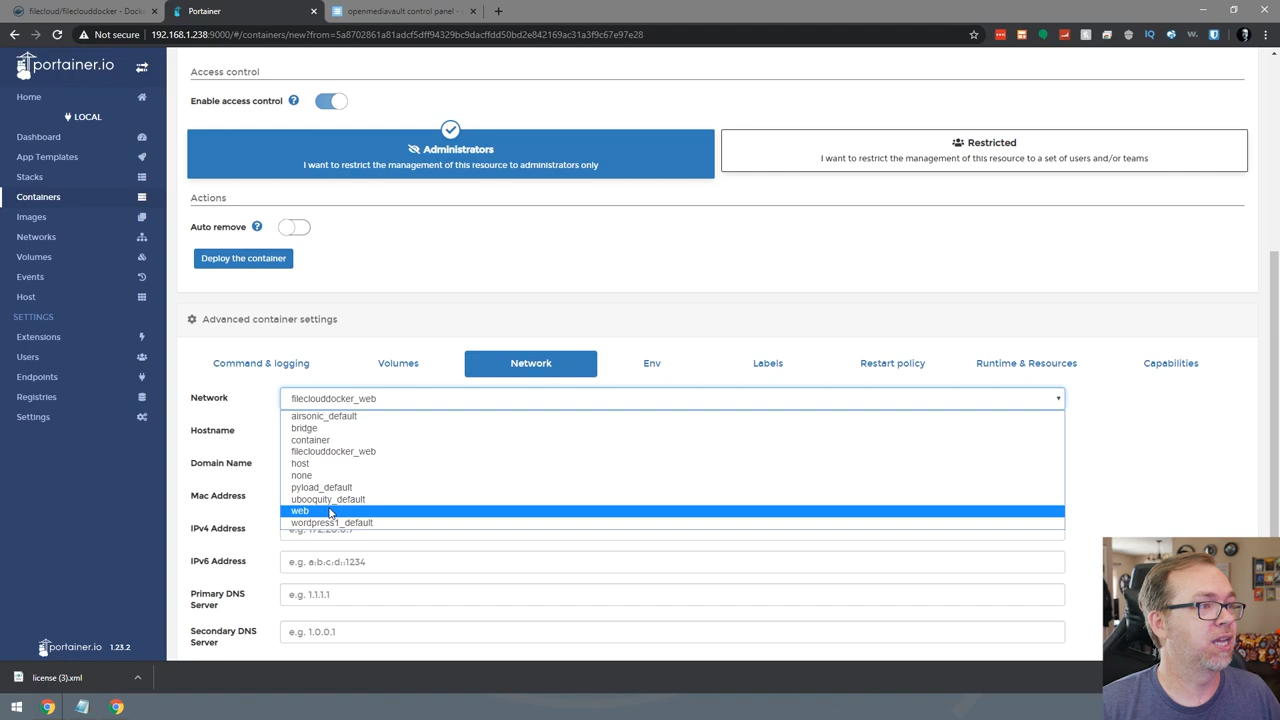 filecloud/fileclouddocker - Dock
Portainer
openmediavault control panel -
Not secure
192.168.1.238:9000/#/containers/new?from=5a8702861a81adcf5dff94329bc9dacffdd50bd2e842169ac31a3f9c6f97e928
portainer.io
Home
LOCAL
Dashboard
App Templates
Stacks
Containers
Images
Networks
Volumes
Events
Host
SETTINGS
Extensions
Users
Endpoints
Registries
Settings
portainer.io 1.23.2
Access control
Enable access control
Administrators
I want to restrict the management of this resource to administrators only
Restricted
I want to restrict the management of this resource to a set of users and/or teams
Actions
Auto remove
Deploy the container
Advanced container settings
Command & logging
Volumes
Network
Env
Labels
Restart policy
Runtime & Resources
Capabilities
Network
fileclouddocker_web
airsonic_default
bridge
container
fileclouddocker_web
host
none
pyload_default
ubooquity_default
web
wordpress1_default
Hostname
Domain Name
Mac Address
IPv4 Address
IPv6 Address
e.g. a:b:c:d::1234
Primary DNS
Server
e.g. 1.1.1.1
Secondary DNS
Server
e.g. 1.0.0.1
license (3).xml